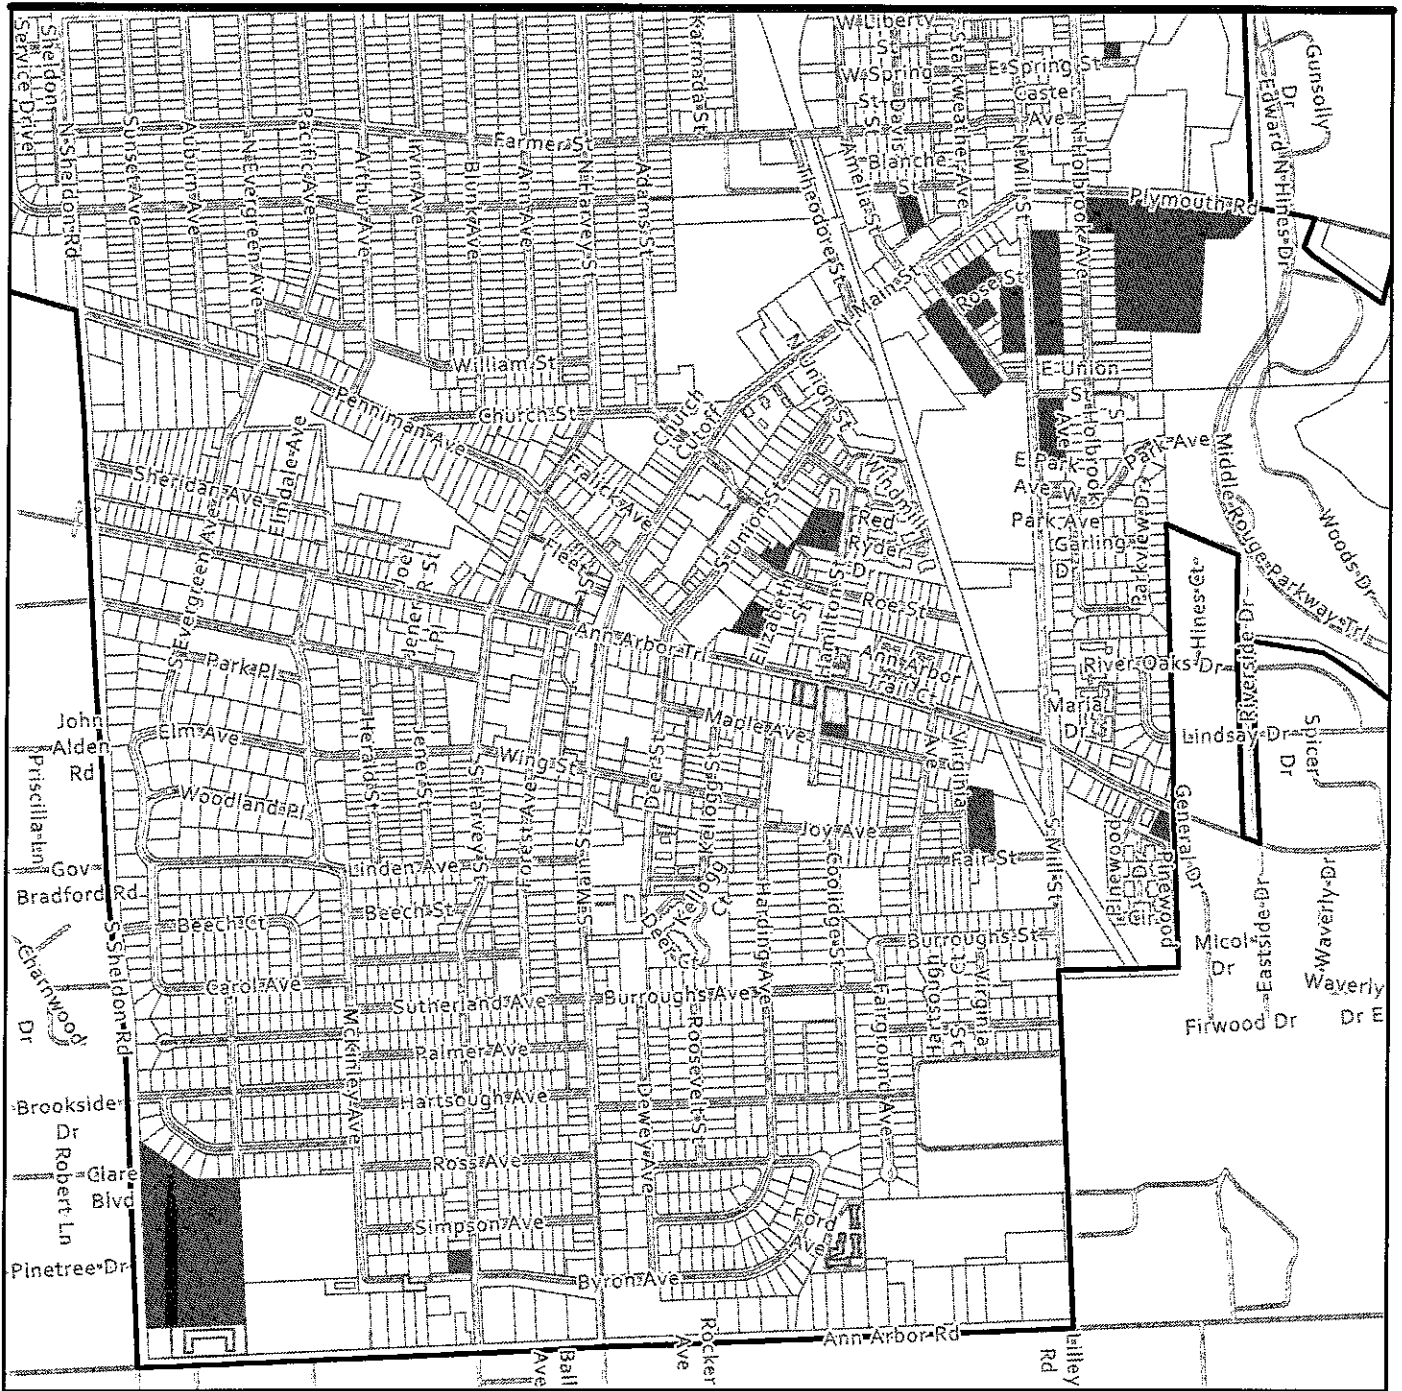 Sheldon
Service Drive
N Sheldon Rd
Sunset Ave
Auburn Ave
N Evergreen Ave
Pacific Ave
Arthur Ave
Irvin Ave
Blunk Ave
Ann Ave
N Harvey St
Adams St
Karmada St
Farmer St
Theodore St
W Liberty
St
W Spring
St
Davis
St
Amelia St
Blanche
St
Starkweather Ave
E Spring St
Caster
Ave
N Mill St
N Holbrook Ave
Plymouth Rd
Gunsolly
Dr
Edward N Hines Dr
N Main St
Rose St
William St
Penniman Ave
Church St
Church
Cutoff
N Union St
E Union
St
Ave
S Holbrook
E Park
Ave W
Park Ave
Park Ave
Garling
D
Parkview Dr
Middle Rouge Parkway Trl
Woods Dr
Hines Ct
Riverside Dr
Sheridan Ave
Elmdale Ave
S Evergreen Ave
Joel
R St
Jener
Pl
Fralick Ave
Fleet St
S Union St
Windmill
Red
Ryder
Dr
Roe St
Elizabeth
St
Hamilton St
Ann Arbor Trl
Ann Arbor
Trail Ct
River Oaks Dr
Maria
Dr
Lindsay Dr
Spicer
Dr
Park Pl
John
Alden
Rd
Elm Ave
Herald St
Jener St
Wing St
Maple Ave
Deer St
Kellogg St
Virginia
Ave
Priscilla Ln
Woodland Pl
S Harvey St
Forest Ave
S Main St
Joy Ave
Fair St
S Mill St
General Dr
Pinewood
Dr
Pinewood
Gov
Bradford Rd
Linden Ave
Beech St
Beech Ct
Kellogg
Ct
Deer Ct
Harding Ave
Coolidge St
Burroughs St
Micol
Dr
Eastside Dr
Waverly Dr
Waverly
Dr E
Firwood Dr
S Sheldon Rd
Charnwood
Dr
Carol Ave
Sutherland Ave
Burroughs Ave
Fairground Ave
Hartsough
St
Virginia
McKinley Ave
Palmer Ave
Roosevelt St
Dewey Ave
Hartsough Ave
Brookside
Dr
Robert Ln
Clare
Blvd
Ross Ave
Simpson Ave
Ford
Ave
Pinetree Dr
Byron Ave
Ann Arbor Rd
Rocker
Ave
Ball
Ave
Lilley
Rd